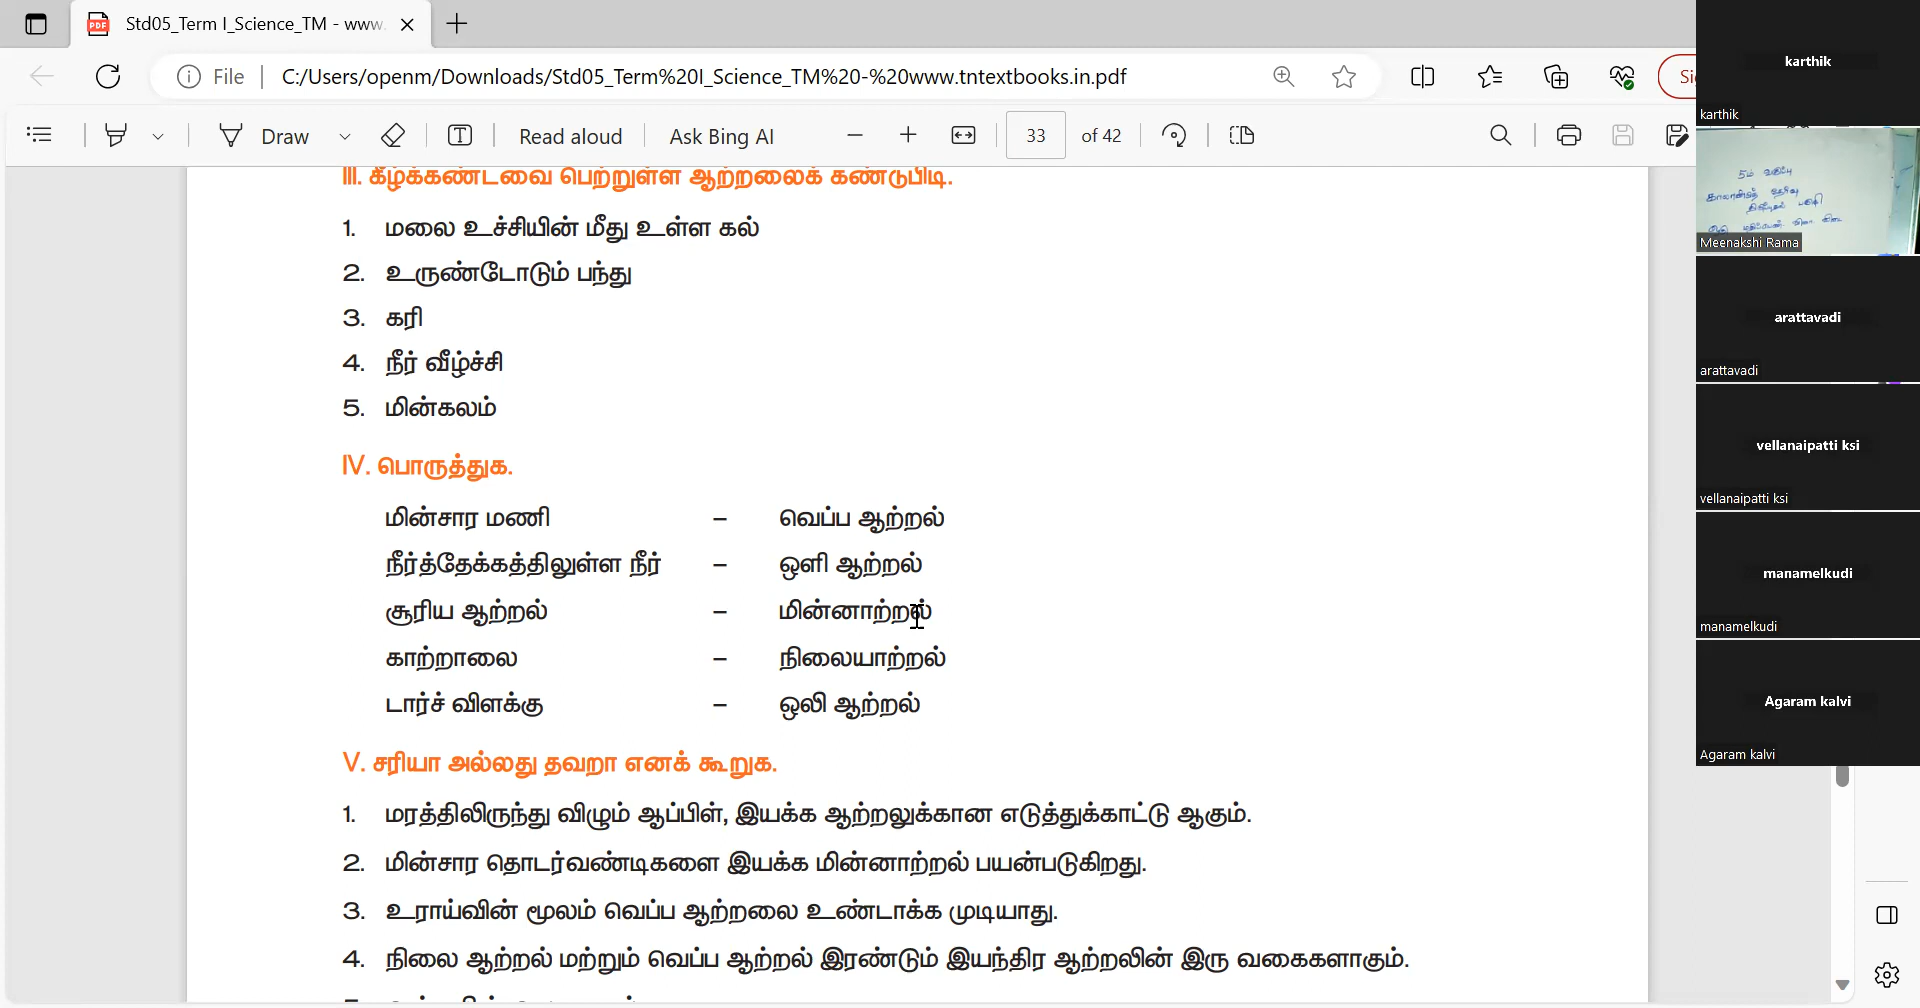 Std05_Term I_Science_TM - www.
File
C:/Users/openm/Downloads/Std05_Term%20I_Science_TM%20-%20www.tntextbooks.in.pdf
Draw
Read aloud
Ask Bing AI
33
of 42
III. கீழ்க்கண்டவை பெற்றுள்ள ஆற்றலைக் கண்டுபிடி.
1. மலை உச்சியின் மீது உள்ள கல்
2. உருண்டோடும் பந்து
3. கரி
4. நீர் வீழ்ச்சி
5. மின்கலம்
IV. பொருத்துக.
மின்சார மணி – வெப்ப ஆற்றல்
நீர்த்தேக்கத்திலுள்ள நீர் – ஒளி ஆற்றல்
சூரிய ஆற்றல் – மின்னாற்றல்
காற்றாலை – நிலையாற்றல்
டார்ச் விளக்கு – ஒலி ஆற்றல்
V. சரியா அல்லது தவறா எனக் கூறுக.
1. மரத்திலிருந்து விழும் ஆப்பிள், இயக்க ஆற்றலுக்கான எடுத்துக்காட்டு ஆகும்.
2. மின்சார தொடர்வண்டிகளை இயக்க மின்னாற்றல் பயன்படுகிறது.
3. உராய்வின் மூலம் வெப்ப ஆற்றலை உண்டாக்க முடியாது.
4. நிலை ஆற்றல் மற்றும் வெப்ப ஆற்றல் இரண்டும் இயந்திர ஆற்றலின் இரு வகைகளாகும்.
karthik
karthik
5ம் வகுப்பு
Meenakshi Rama
arattavadi
arattavadi
vellanaipatti ksi
vellanaipatti ksi
manamelkudi
manamelkudi
Agaram kalvi
Agaram kalvi